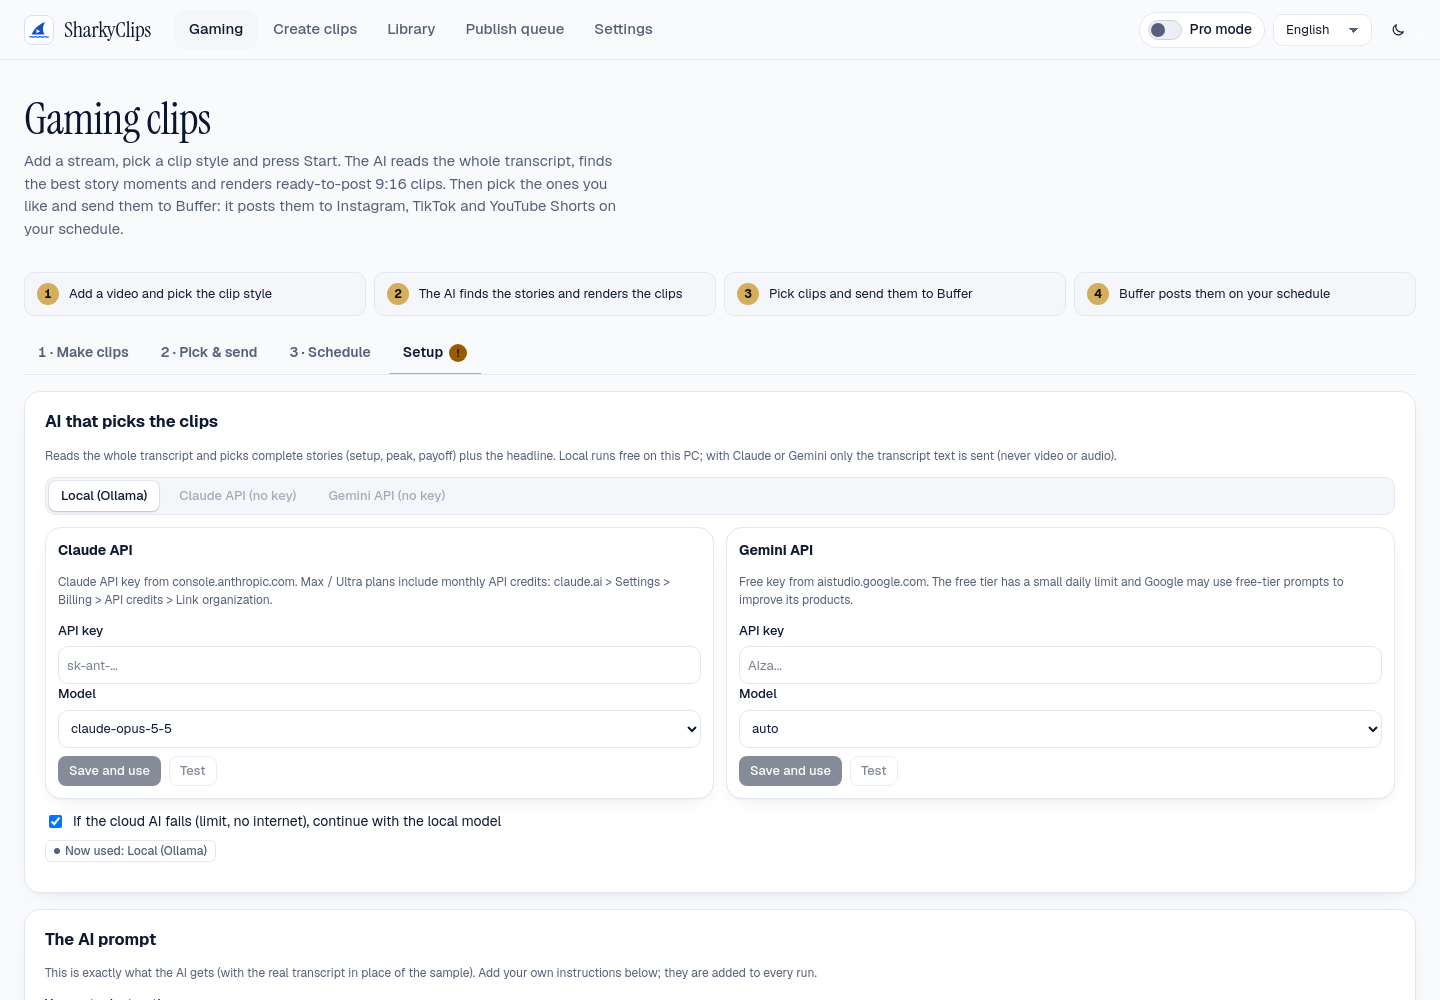 SharkyClips
Gaming
Create clips
Library
Publish queue
Settings
Pro mode
English
Gaming clips
Add a stream, pick a clip style and press Start. The AI reads the whole transcript, finds
the best story moments and renders ready-to-post 9:16 clips. Then pick the ones you
like and send them to Buffer: it posts them to Instagram, TikTok and YouTube Shorts on
your schedule.
1 Add a video and pick the clip style
2 The AI finds the stories and renders the clips
3 Pick clips and send them to Buffer
4 Buffer posts them on your schedule
1 · Make clips
2 · Pick & send
3 · Schedule
Setup !
AI that picks the clips
Reads the whole transcript and picks complete stories (setup, peak, payoff) plus the headline. Local runs free on this PC; with Claude or Gemini only the transcript text is sent (never video or audio).
Local (Ollama)
Claude API (no key)
Gemini API (no key)
Claude API
Claude API key from console.anthropic.com. Max / Ultra plans include monthly API credits: claude.ai > Settings >
Billing > API credits > Link organization.
API key
sk-ant-...
Model
claude-opus-5-5
Save and use
Test
Gemini API
Free key from aistudio.google.com. The free tier has a small daily limit and Google may use free-tier prompts to
improve its products.
API key
AIza...
Model
auto
Save and use
Test
If the cloud AI fails (limit, no internet), continue with the local model
Now used: Local (Ollama)
The AI prompt
This is exactly what the AI gets (with the real transcript in place of the sample). Add your own instructions below; they are added to every run.